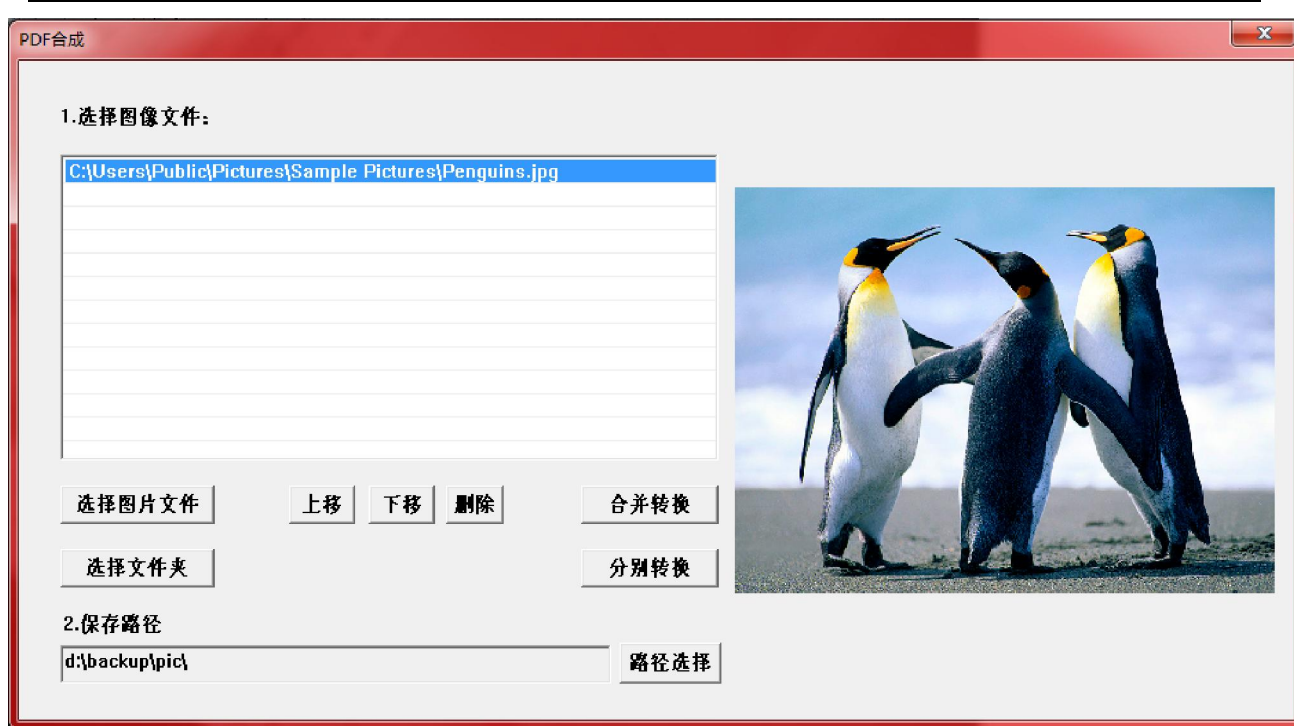 PDF合成
1.选择图像文件：
C:\Users\Public\Pictures\Sample Pictures\Penguins.jpg
选择图片文件 上移 下移 删除 合并转换
选择文件夹 分别转换
2.保存路径
d:\backup\pic\ 路径选择